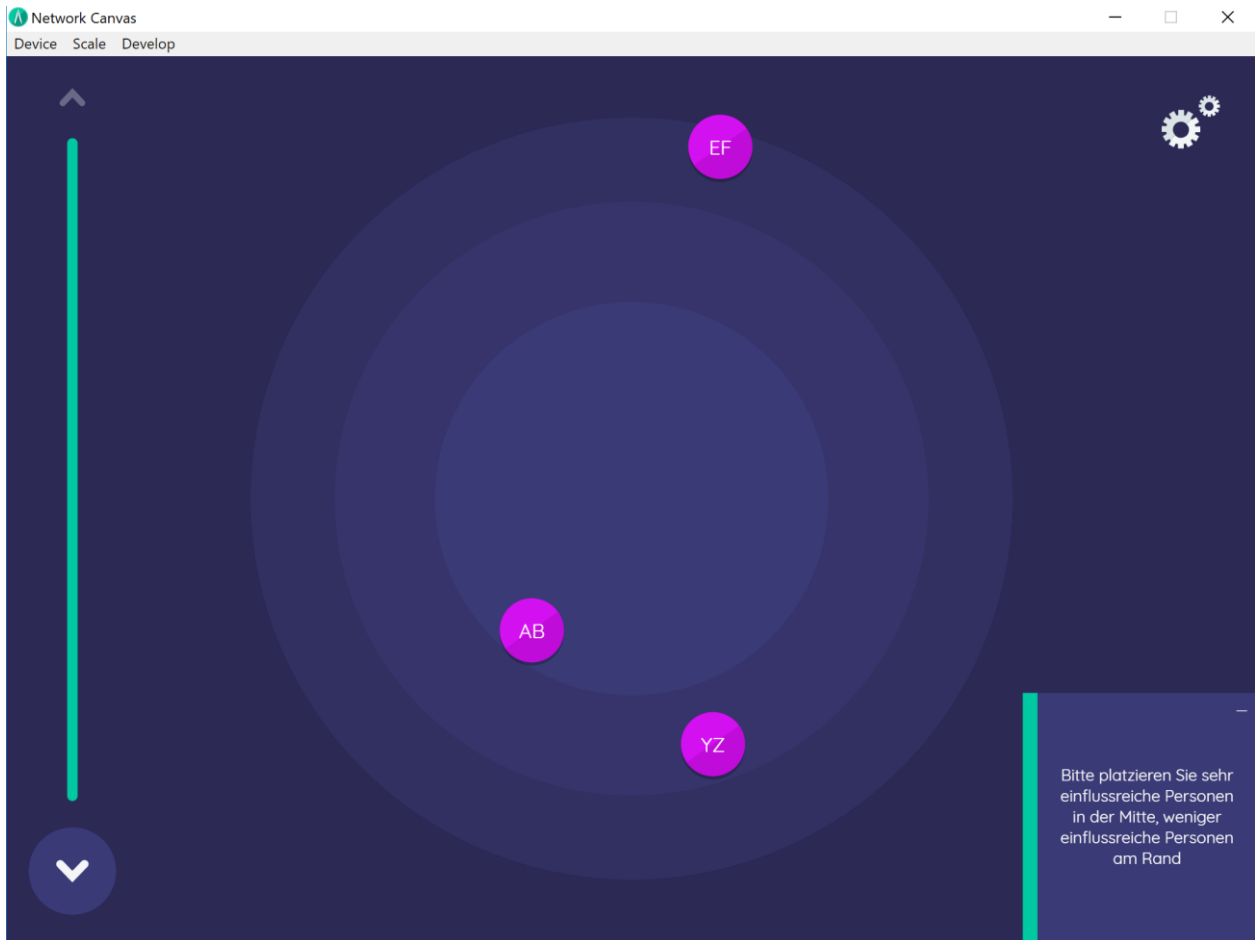 Network Canvas
Device Scale Develop
EF
AB
YZ
Bitte platzieren Sie sehr
einflussreiche Personen
in der Mitte, weniger
einflussreiche Personen
am Rand